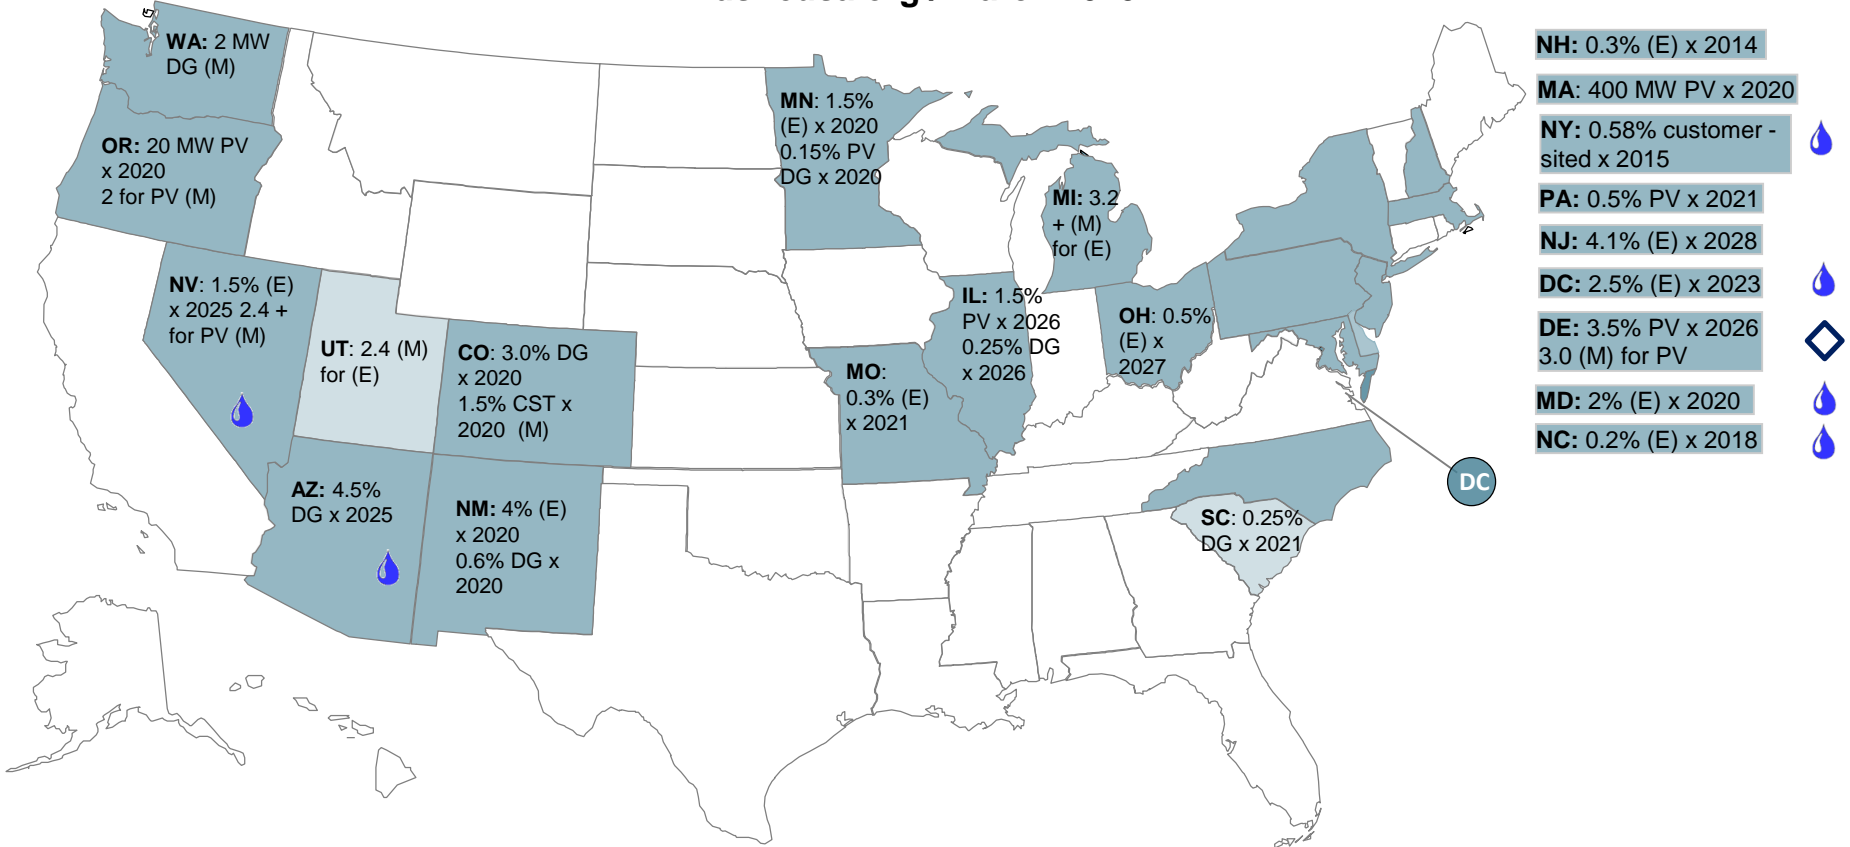 WA: 2 MW
DG (M)
OR: 20 MW PV
x 2020
2 for PV (M)
NV: 1.5% (E)
x 2025 2.4 +
for PV (M)
UT: 2.4 (M)
for (E)
CO: 3.0% DG
x 2020
1.5% CST x
2020 (M)
AZ: 4.5%
DG x 2025
NM: 4% (E)
x 2020
0.6% DG x
2020
MN: 1.5%
(E) x 2020
0.15% PV
DG x 2020
MO:
0.3% (E)
x 2021
IL: 1.5%
PV x 2026
0.25% DG
x 2026
MI: 3.2
+ (M)
for (E)
OH: 0.5%
(E) x
2027
SC: 0.25%
DG x 2021
DC
NH: 0.3% (E) x 2014
MA: 400 MW PV x 2020
NY: 0.58% customer -
sited x 2015
PA: 0.5% PV x 2021
NJ: 4.1% (E) x 2028
DC: 2.5% (E) x 2023
DE: 3.5% PV x 2026
3.0 (M) for PV
MD: 2% (E) x 2020
NC: 0.2% (E) x 2018